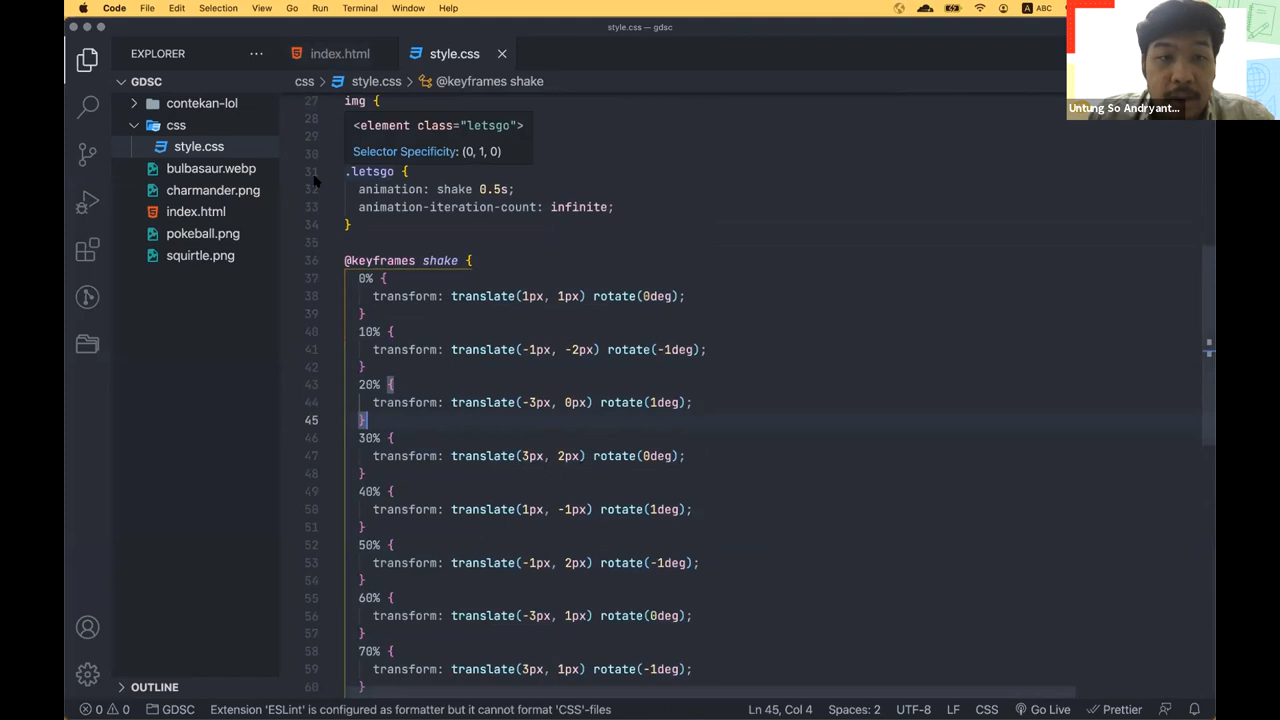 Code File Edit Selection View Go Run Terminal Window Help ABC
style.css — gdsc
EXPLORER
index.html
style.css
GDSC
css > style.css > @keyframes shake
contekan-lol
css
style.css
bulbasaur.webp
charmander.png
index.html
pokeball.png
squirtle.png
27 img {
28
<element class="letsgo">
29
Selector Specificity: (0, 1, 0)
30
31 .letsgo {
32 animation: shake 0.5s;
33 animation-iteration-count: infinite;
34 }
35
36 @keyframes shake {
37 0% {
38 transform: translate(1px, 1px) rotate(0deg);
39 }
40 10% {
41 transform: translate(-1px, -2px) rotate(-1deg);
42 }
43 20% {
44 transform: translate(-3px, 0px) rotate(1deg);
45 }
46 30% {
47 transform: translate(3px, 2px) rotate(0deg);
48 }
49 40% {
50 transform: translate(1px, -1px) rotate(1deg);
51 }
52 50% {
53 transform: translate(-1px, 2px) rotate(-1deg);
54 }
55 60% {
56 transform: translate(-3px, 1px) rotate(0deg);
57 }
58 70% {
59 transform: translate(3px, 1px) rotate(-1deg);
60 }
OUTLINE
0 0 GDSC Extension 'ESLint' is configured as formatter but it cannot format 'CSS'-files Ln 45, Col 4 Spaces: 2 UTF-8 LF CSS Go Live Prettier
Untung So Andryant...